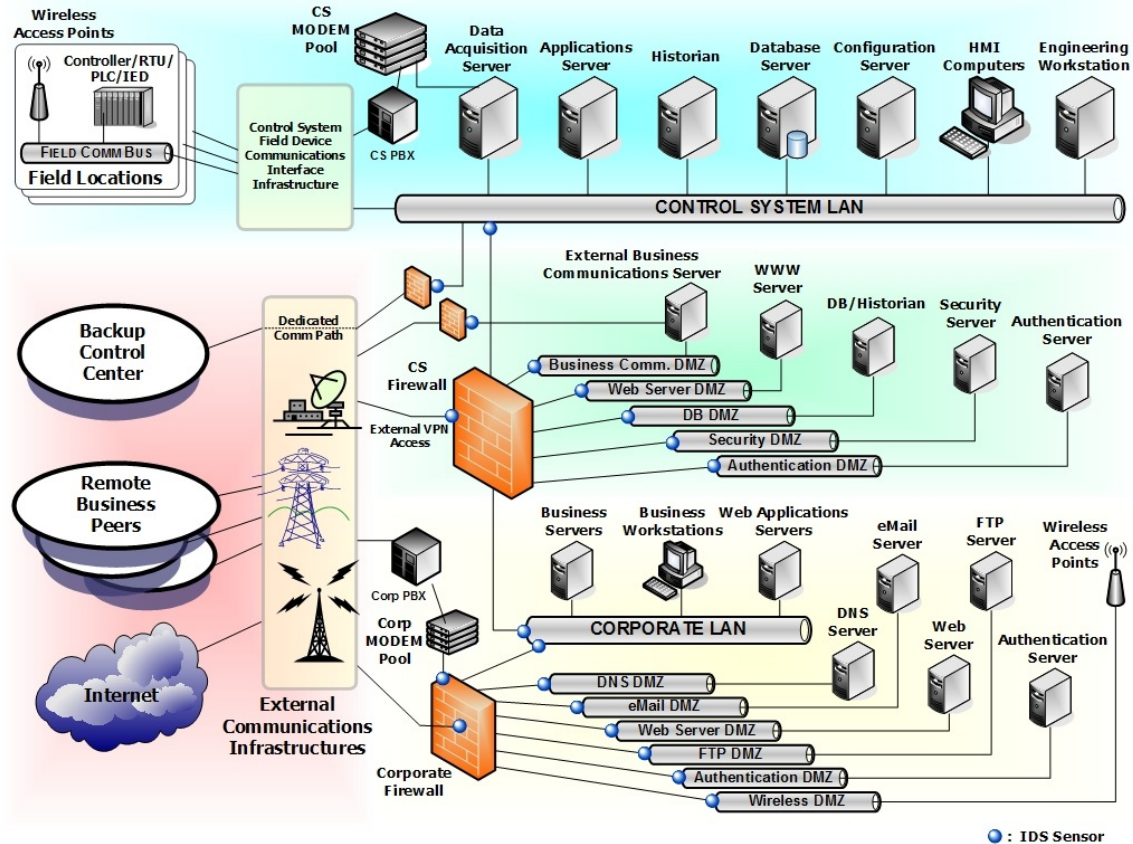 Wireless
Access Points
Controller/RTU/
PLC/IED
FIELD COMM BUS
Field Locations
Control System
Field Device
Communications
Interface
Infrastructure
CS
MODEM
Pool
CS PBX
Data
Acquisition
Server
Applications
Server
Historian
Database
Server
Configuration
Server
HMI
Computers
Engineering
Workstation
CONTROL SYSTEM LAN
External Business
Communications Server
WWW
Server
DB/Historian
Security
Server
Authentication
Server
Backup
Control
Center
Dedicated
Comm Path
CS
Firewall
External VPN
Access
Business Comm. DMZ
Web Server DMZ
DB DMZ
Security DMZ
Authentication DMZ
Remote
Business
Peers
Internet
External
Communications
Infrastructures
Corp PBX
Corp
MODEM
Pool
Corporate
Firewall
Business
Servers
Business
Workstations
Web Applications
Servers
eMail
Server
FTP
Server
Wireless
Access
Points
CORPORATE LAN
DNS
Server
Web
Server
Authentication
Server
DNS DMZ
eMail DMZ
Web Server DMZ
FTP DMZ
Authentication DMZ
Wireless DMZ
: IDS Sensor